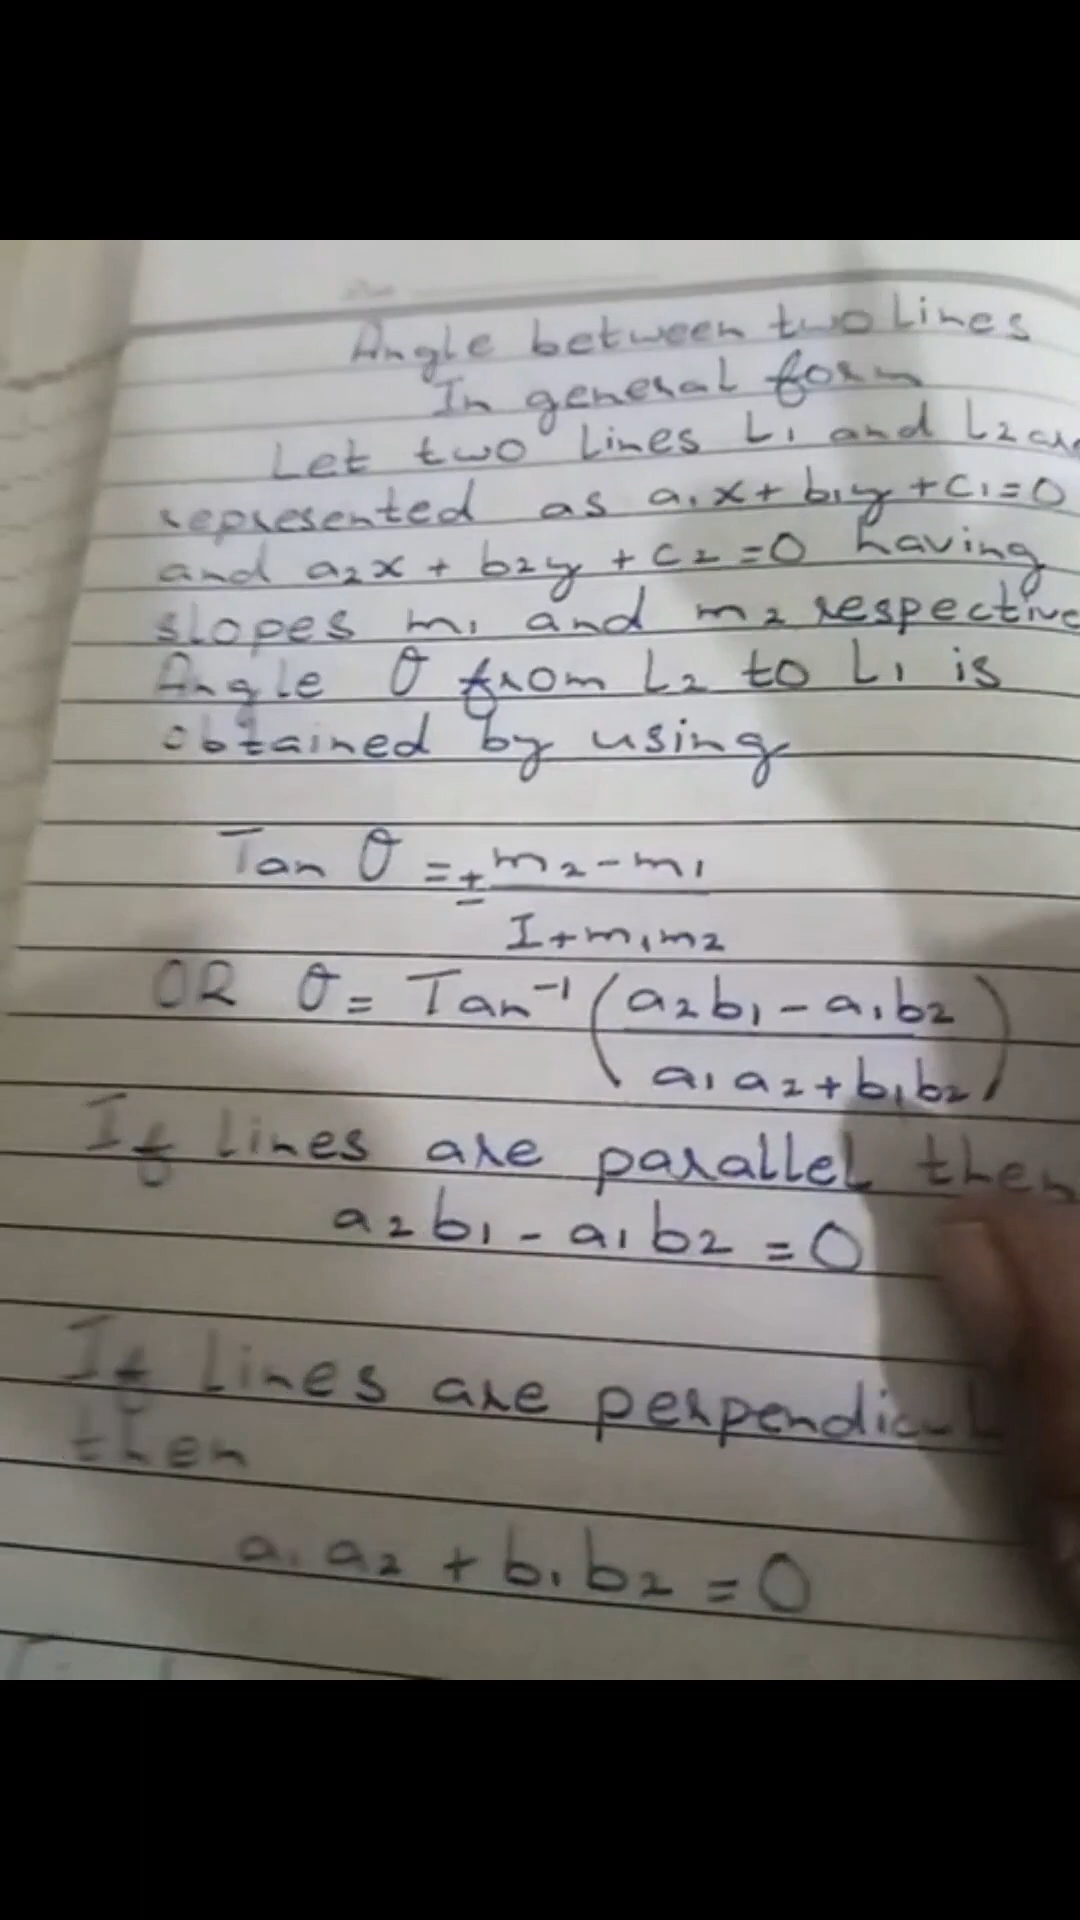 Angle between two Lines
In general form
Let two Lines L₁ and L₂ are
represented as a₁x + b₁y + c₁ = 0
and a₂x + b₂y + c₂ = 0 having
slopes m₁ and m₂ respective
Angle θ from L₂ to L₁ is
obtained by using
Tan θ = ± m₂ - m₁
I + m₁m₂
OR θ = Tan⁻¹ (a₂b₁ - a₁b₂
a₁a₂ + b₁b₂)
If Lines are parallel then
a₂b₁ - a₁b₂ = 0
If Lines are perpendicul
then
a₁a₂ + b₁b₂ = 0